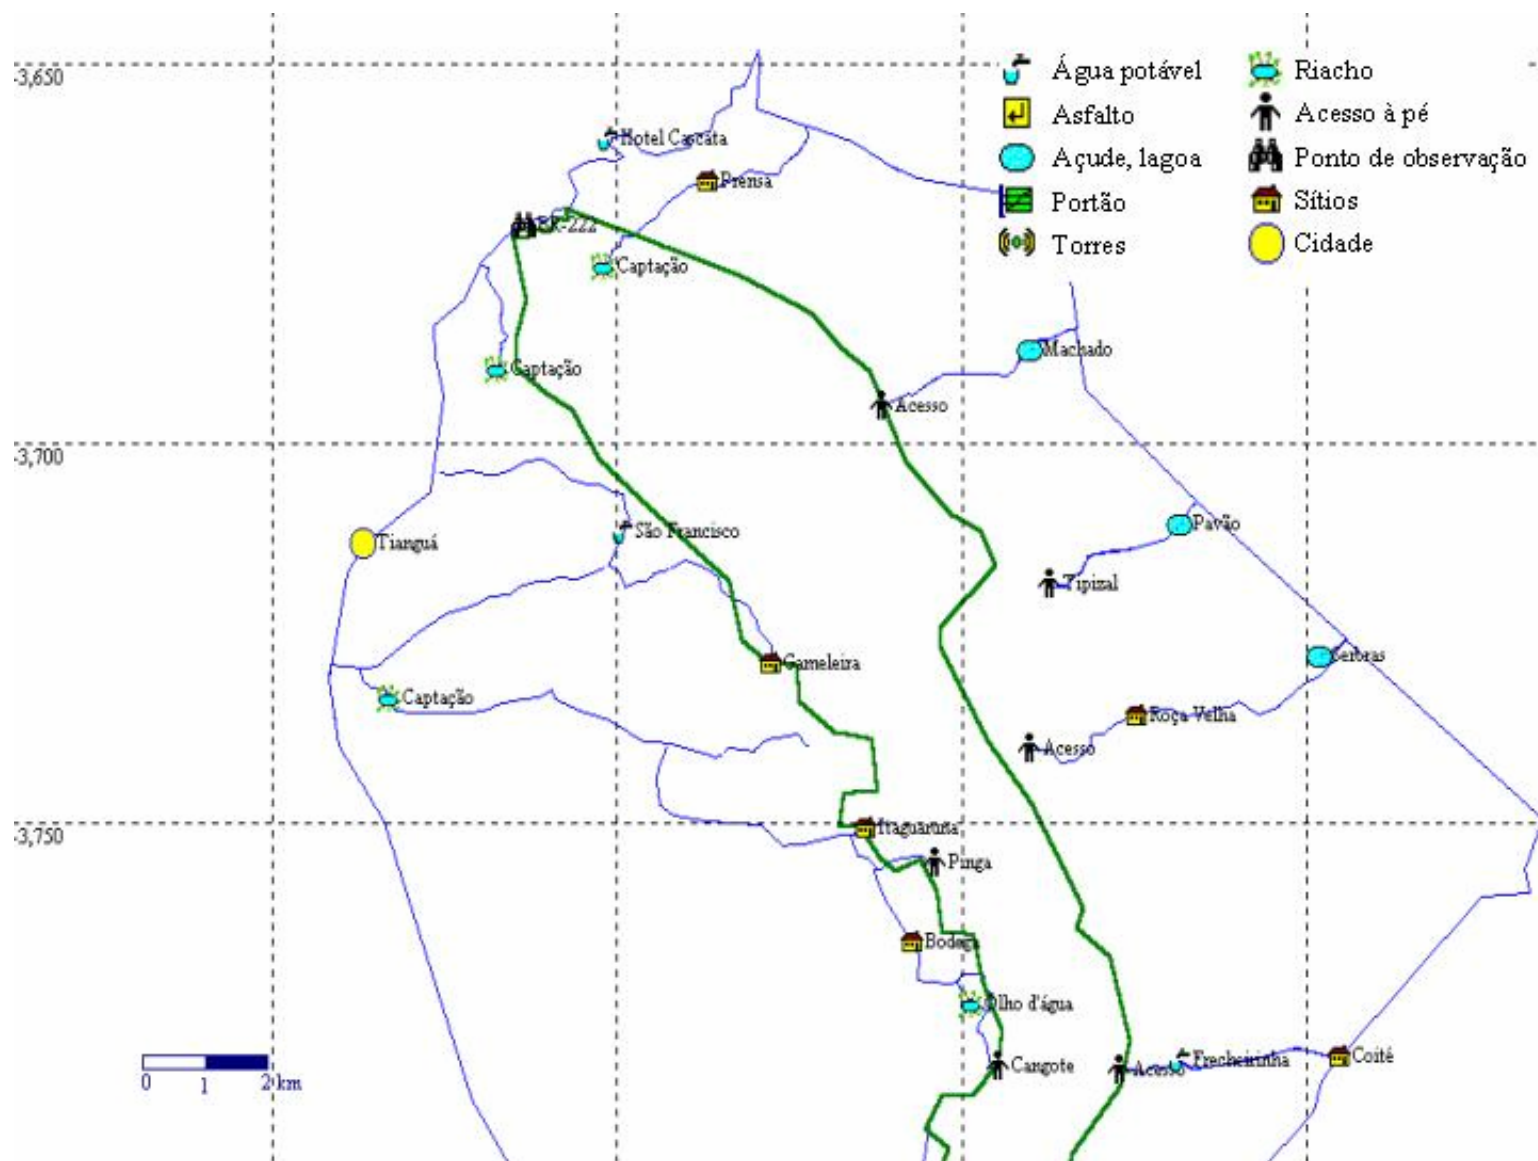 -3,650
Água potável
Riacho
Asfalto
Acesso à pé
Açude, lagoa
Ponto de observação
Portão
Sítios
Torres
Cidade
Hotel Cascata
Prensa
BR-222
Captação
Machado
Captação
Acesso
-3,700
Pavão
São Francisco
Tianguá
Tipizal
Gameleira
Captação
Roça Velha
Acesso
-3,750
Itaguaruna
Pinga
Bodega
Olho d'água
Cangote
Acesso
Frecheirinha
Coité
0 1 2 km